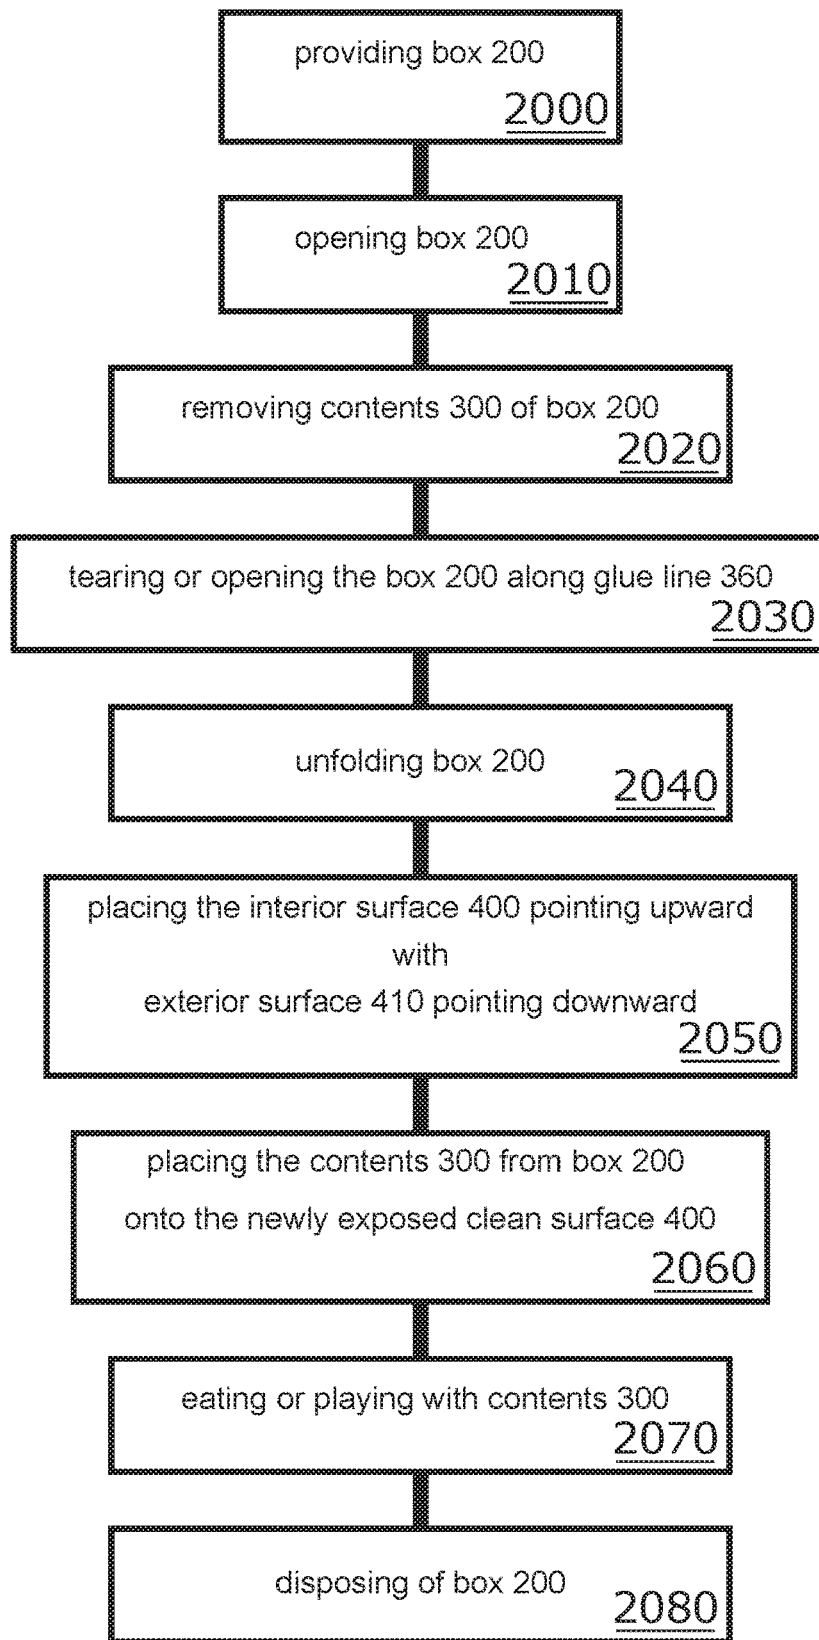 providing box 200
2000
opening box 200
2010
removing contents 300 of box 200
2020
tearing or opening the box 200 along glue line 360
2030
unfolding box 200
2040
placing the interior surface 400 pointing upward
with
exterior surface 410 pointing downward
2050
placing the contents 300 from box 200
onto the newly exposed clean surface 400
2060
eating or playing with contents 300
2070
disposing of box 200
2080